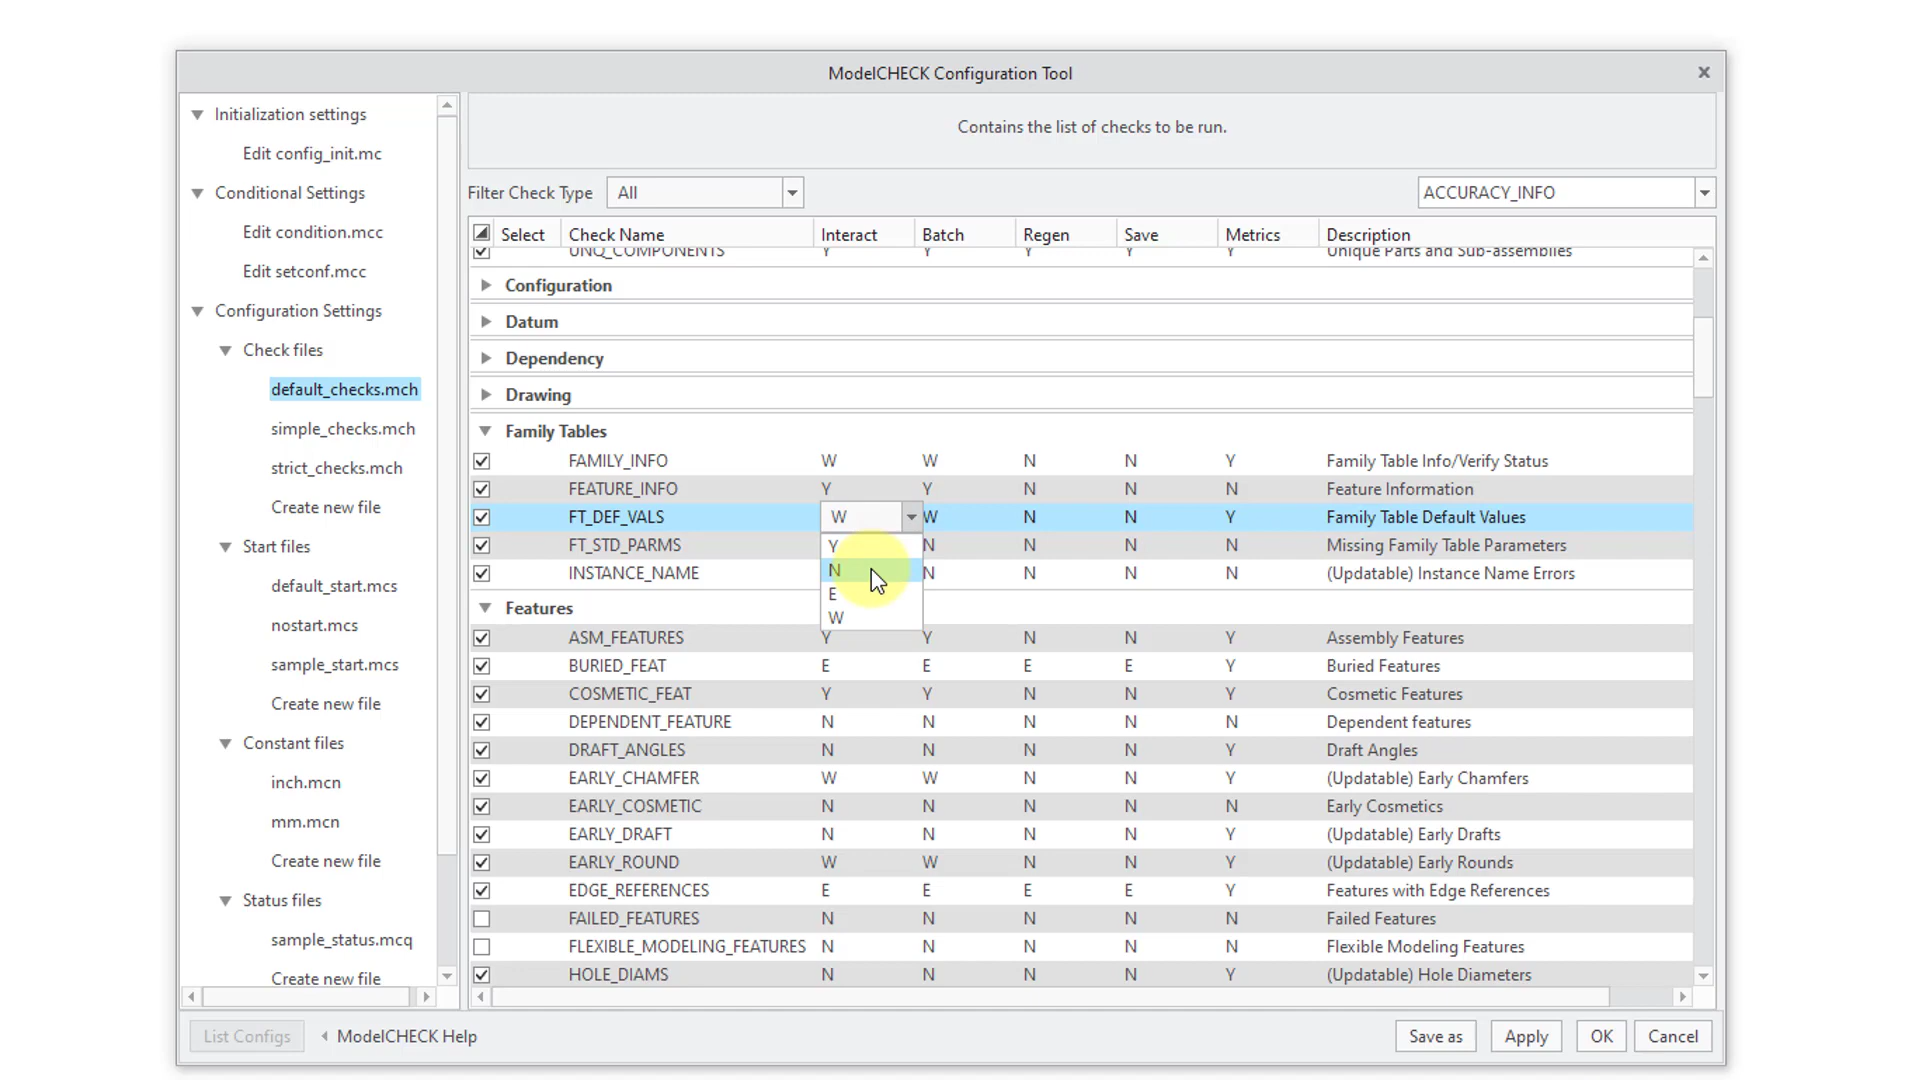 ModelCHECK Configuration Tool
Initialization settings
Edit config_init.mc
Conditional Settings
Edit condition.mcc
Edit setconf.mcc
Configuration Settings
Check files
default_checks.mch
simple_checks.mch
strict_checks.mch
Create new file
Start files
default_start.mcs
nostart.mcs
sample_start.mcs
Create new file
Constant files
inch.mcn
mm.mcn
Create new file
Status files
sample_status.mcq
Create new file
Contains the list of checks to be run.
Filter Check Type All ACCURACY_INFO
Select Check Name Interact Batch Regen Save Metrics Description
UNQ_COMPONENTS Y Y Y Y Y Unique Parts and Sub-assemblies
Configuration
Datum
Dependency
Drawing
Family Tables
FAMILY_INFO W W N N Y Family Table Info/Verify Status
FEATURE_INFO Y Y N N N Feature Information
FT_DEF_VALS W W N N Y Family Table Default Values
FT_STD_PARMS Y N N N N Missing Family Table Parameters
INSTANCE_NAME N N N N N (Updatable) Instance Name Errors
E
Features
W
ASM_FEATURES Y Y N N Y Assembly Features
BURIED_FEAT E E E E Y Buried Features
COSMETIC_FEAT Y Y N N Y Cosmetic Features
DEPENDENT_FEATURE N N N N N Dependent features
DRAFT_ANGLES N N N N Y Draft Angles
EARLY_CHAMFER W W N N Y (Updatable) Early Chamfers
EARLY_COSMETIC N N N N N Early Cosmetics
EARLY_DRAFT N N N N Y (Updatable) Early Drafts
EARLY_ROUND W W N N Y (Updatable) Early Rounds
EDGE_REFERENCES E E E E Y Features with Edge References
FAILED_FEATURES N N N N N Failed Features
FLEXIBLE_MODELING_FEATURES N N N N N Flexible Modeling Features
HOLE_DIAMS N N N N Y (Updatable) Hole Diameters
List Configs ModelCHECK Help Save as Apply OK Cancel